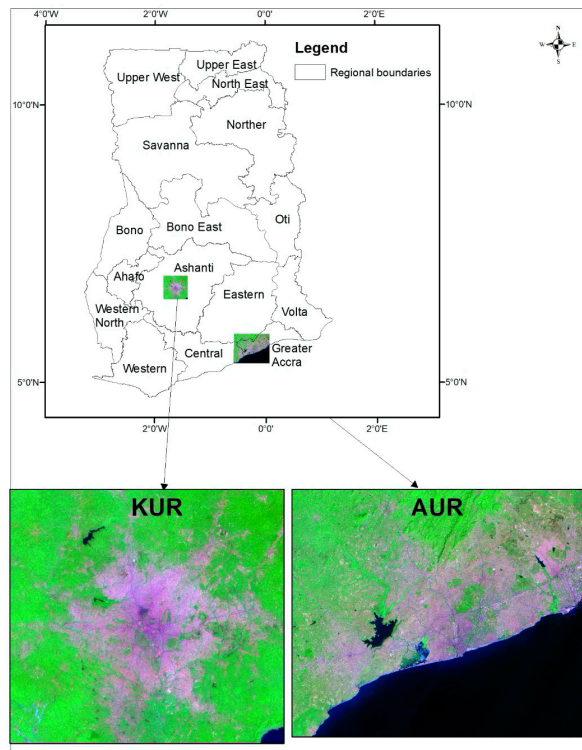 4°0'W 2°0'W 0°0' 2°0'E
N
W E
S
Legend
Regional boundaries
Upper East
Upper West
North East
10°0'N 10°0'N
Norther
Savanna
Oti
Bono
Bono East
Ashanti
Ahafo
Eastern
Western
North
Volta
Central
Greater
Accra
Western
5°0'N 5°0'N
2°0'W 0°0' 2°0'E
KUR
AUR